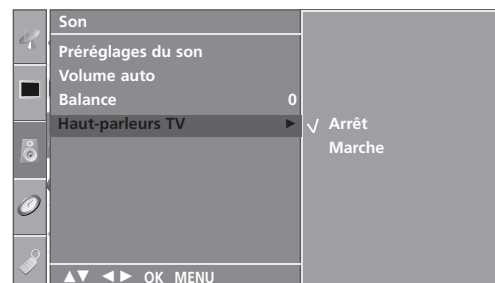 Son
Préréglages du son
Volume auto
Balance 0
Haut-parleurs TV ► √ Arrêt
Marche
▲▼ ◄► OK MENU